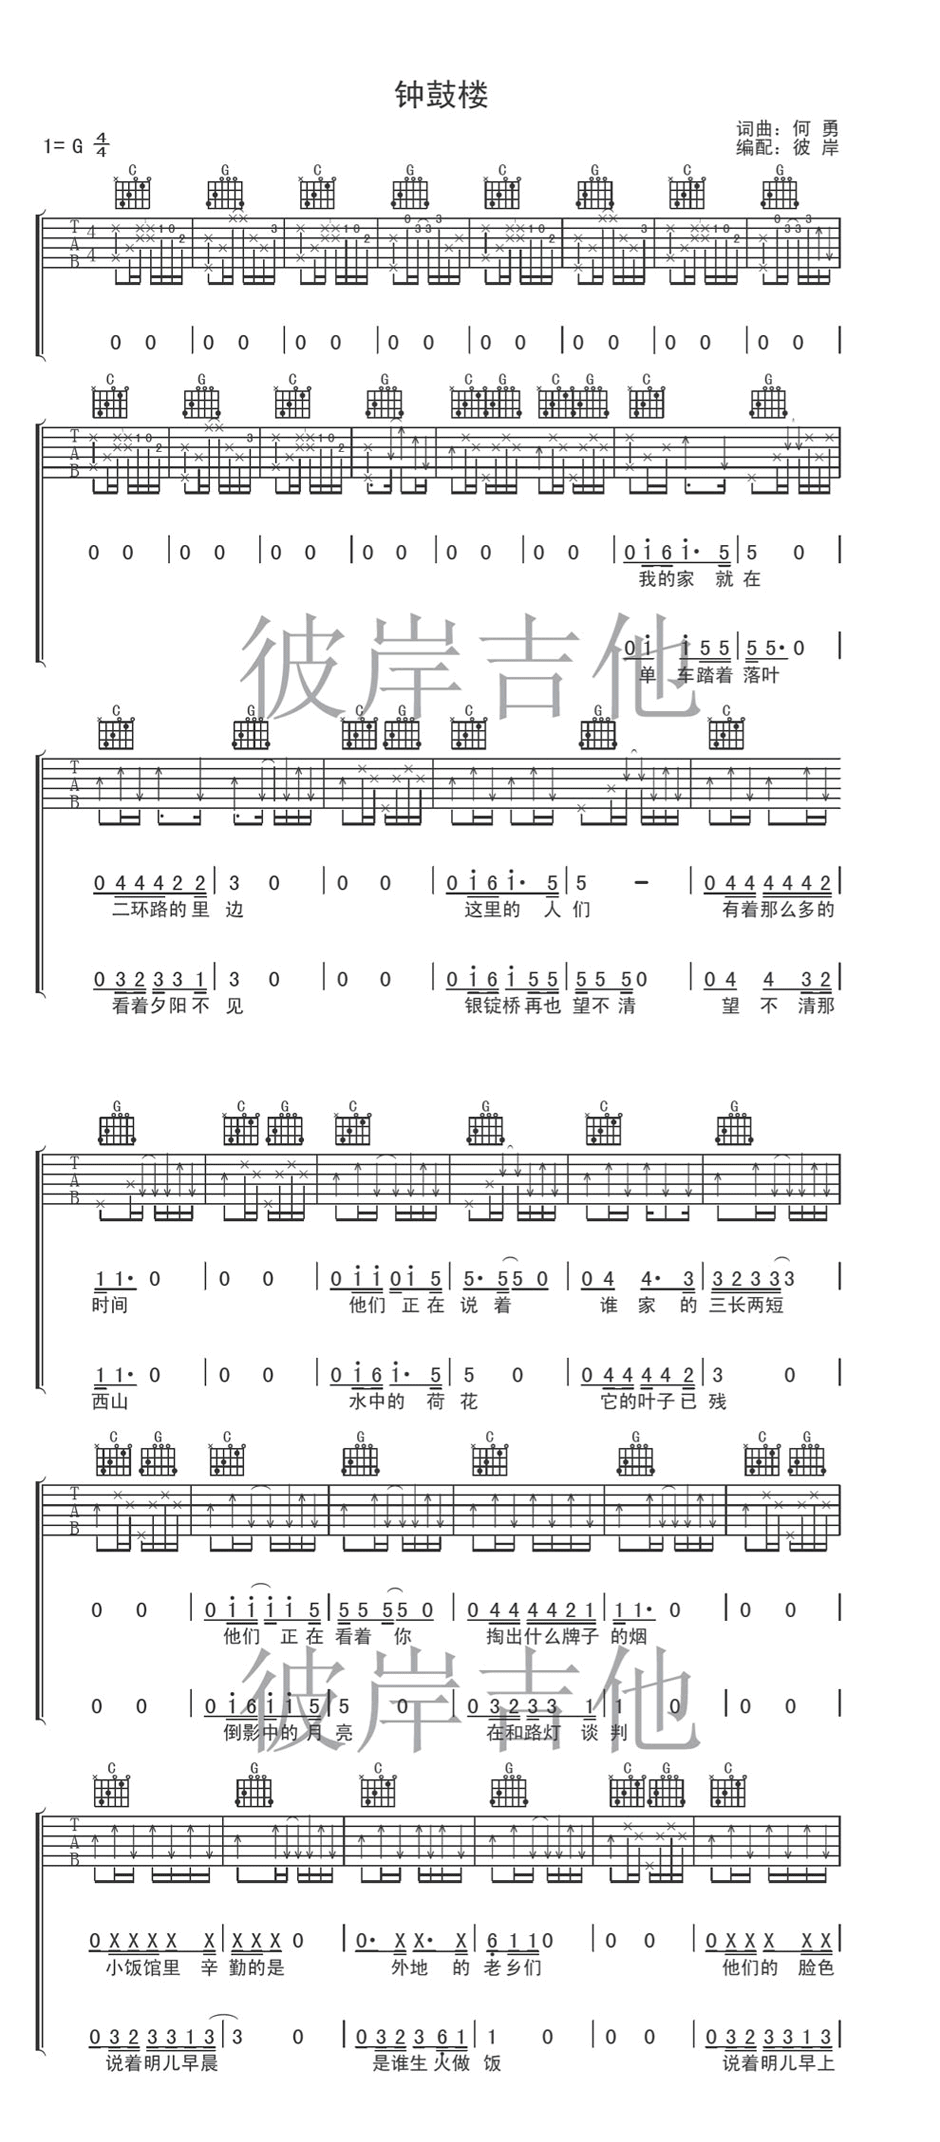 钟鼓楼
词曲：何 勇
1= G 4/4
编配：彼 岸
C G C G C G C G
T A B 4 4
0 0 | 0 0 | 0 0 | 0 0 | 0 0 | 0 0 | 0 0 | 0 0 |
C G C G C G C G C G
T A B
0 0 | 0 0 | 0 0 | 0 0 | 0 0 | 0 0 | 0 i 6 i· 5 | 5 0 |
我的家 就 在
彼岸吉他
0 i i 5 5 | 5 5· 0 |
单 车踏着 落叶
C G C G C G C
T A B
0 4 4 4 2 2 | 3 0 | 0 0 | 0 i 6 i· 5 | 5 - | 0 4 4 4 4 4 2 |
二环路的 里 边 这里的 人 们 有着那么多的
0 3 2 3 3 1 | 3 0 | 0 0 | 0 i 6 i 5 5 | 5 5 5 0 | 0 4 4 3 2 |
看着夕阳不 见 银锭桥再也 望不 清 望 不 清那
G C G C G C G
T A B
1 1· 0 | 0 0 | 0 i i 0 i 5 | 5· 5 5 0 | 0 4 4· 3 | 3 2 3 3 3 |
时间 他们 正在 说 着 谁 家 的 三长两短
1 1· 0 | 0 0 | 0 i 6 i· 5 | 5 0 | 0 4 4 4 4 2 | 3 0 |
西山 水中的 荷 花 它的叶子已 残
C G C G C G C G
T A B
0 0 | 0 i i i i 5 | 5 5 5 5 0 | 0 4 4 4 4 2 1 | 1 1· 0 | 0 0 |
他们 正在 看着 你 掏出什么牌子 的烟
彼岸吉他
0 0 | 0 i 6 i i 5 | 5 0 | 0 3 2 3 3 1 | 1 0 | 0 0 |
倒影中的 月 亮 在和路灯 谈 判
C G C G C G C
T A B
0 X X X X X | X X X 0 | 0· X X· X | 6 1 1 0 | 0 0 | 0 X X X X X |
小饭馆里 辛 勤的是 外地 的 老乡们 他们的 脸色
0 3 2 3 3 1 3 | 3 0 | 0 3 2 3 6 1 | 1 0 | 0 0 | 0 3 2 3 3 1 3 |
说着明儿早晨 是谁生火做 饭 说着明儿早上